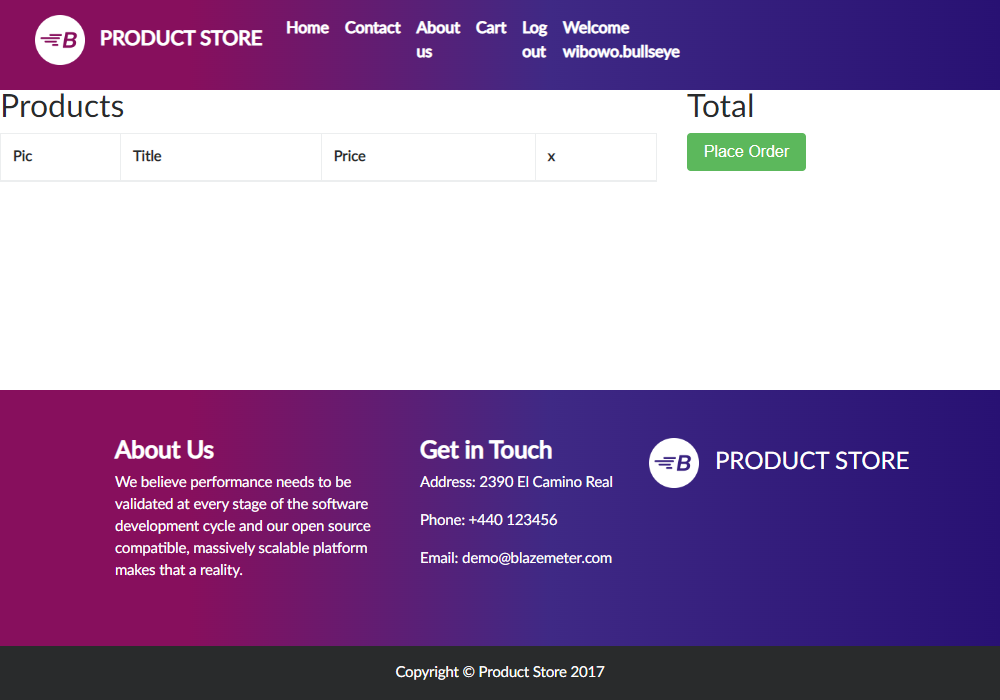 B PRODUCT STORE Home Contact About us Cart Log out Welcome wibowo.bullseye
Products
Total
Pic Title Price x
Place Order
About Us
We believe performance needs to be
validated at every stage of the software
development cycle and our open source
compatible, massively scalable platform
makes that a reality.
Get in Touch
Address: 2390 El Camino Real
Phone: +440 123456
Email: demo@blazemeter.com
B PRODUCT STORE
Copyright © Product Store 2017